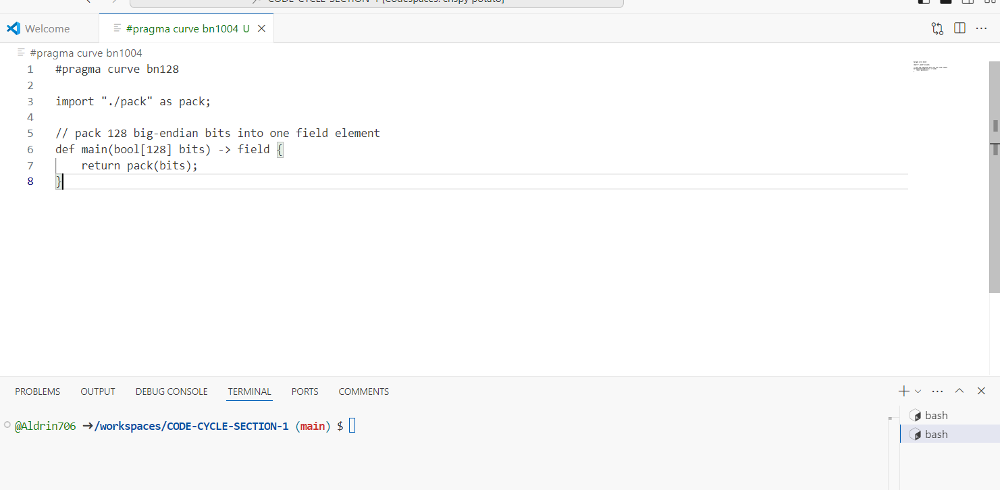 CODE-CYCLE-SECTION-1 [Codespaces: crispy potato]
Welcome
#pragma curve bn1004 U
#pragma curve bn1004
1 #pragma curve bn128
2
3 import "./pack" as pack;
4
5 // pack 128 big-endian bits into one field element
6 def main(bool[128] bits) -> field {
7 return pack(bits);
8 }
PROBLEMS OUTPUT DEBUG CONSOLE TERMINAL PORTS COMMENTS
@Aldrin706 →/workspaces/CODE-CYCLE-SECTION-1 (main) $
bash
bash